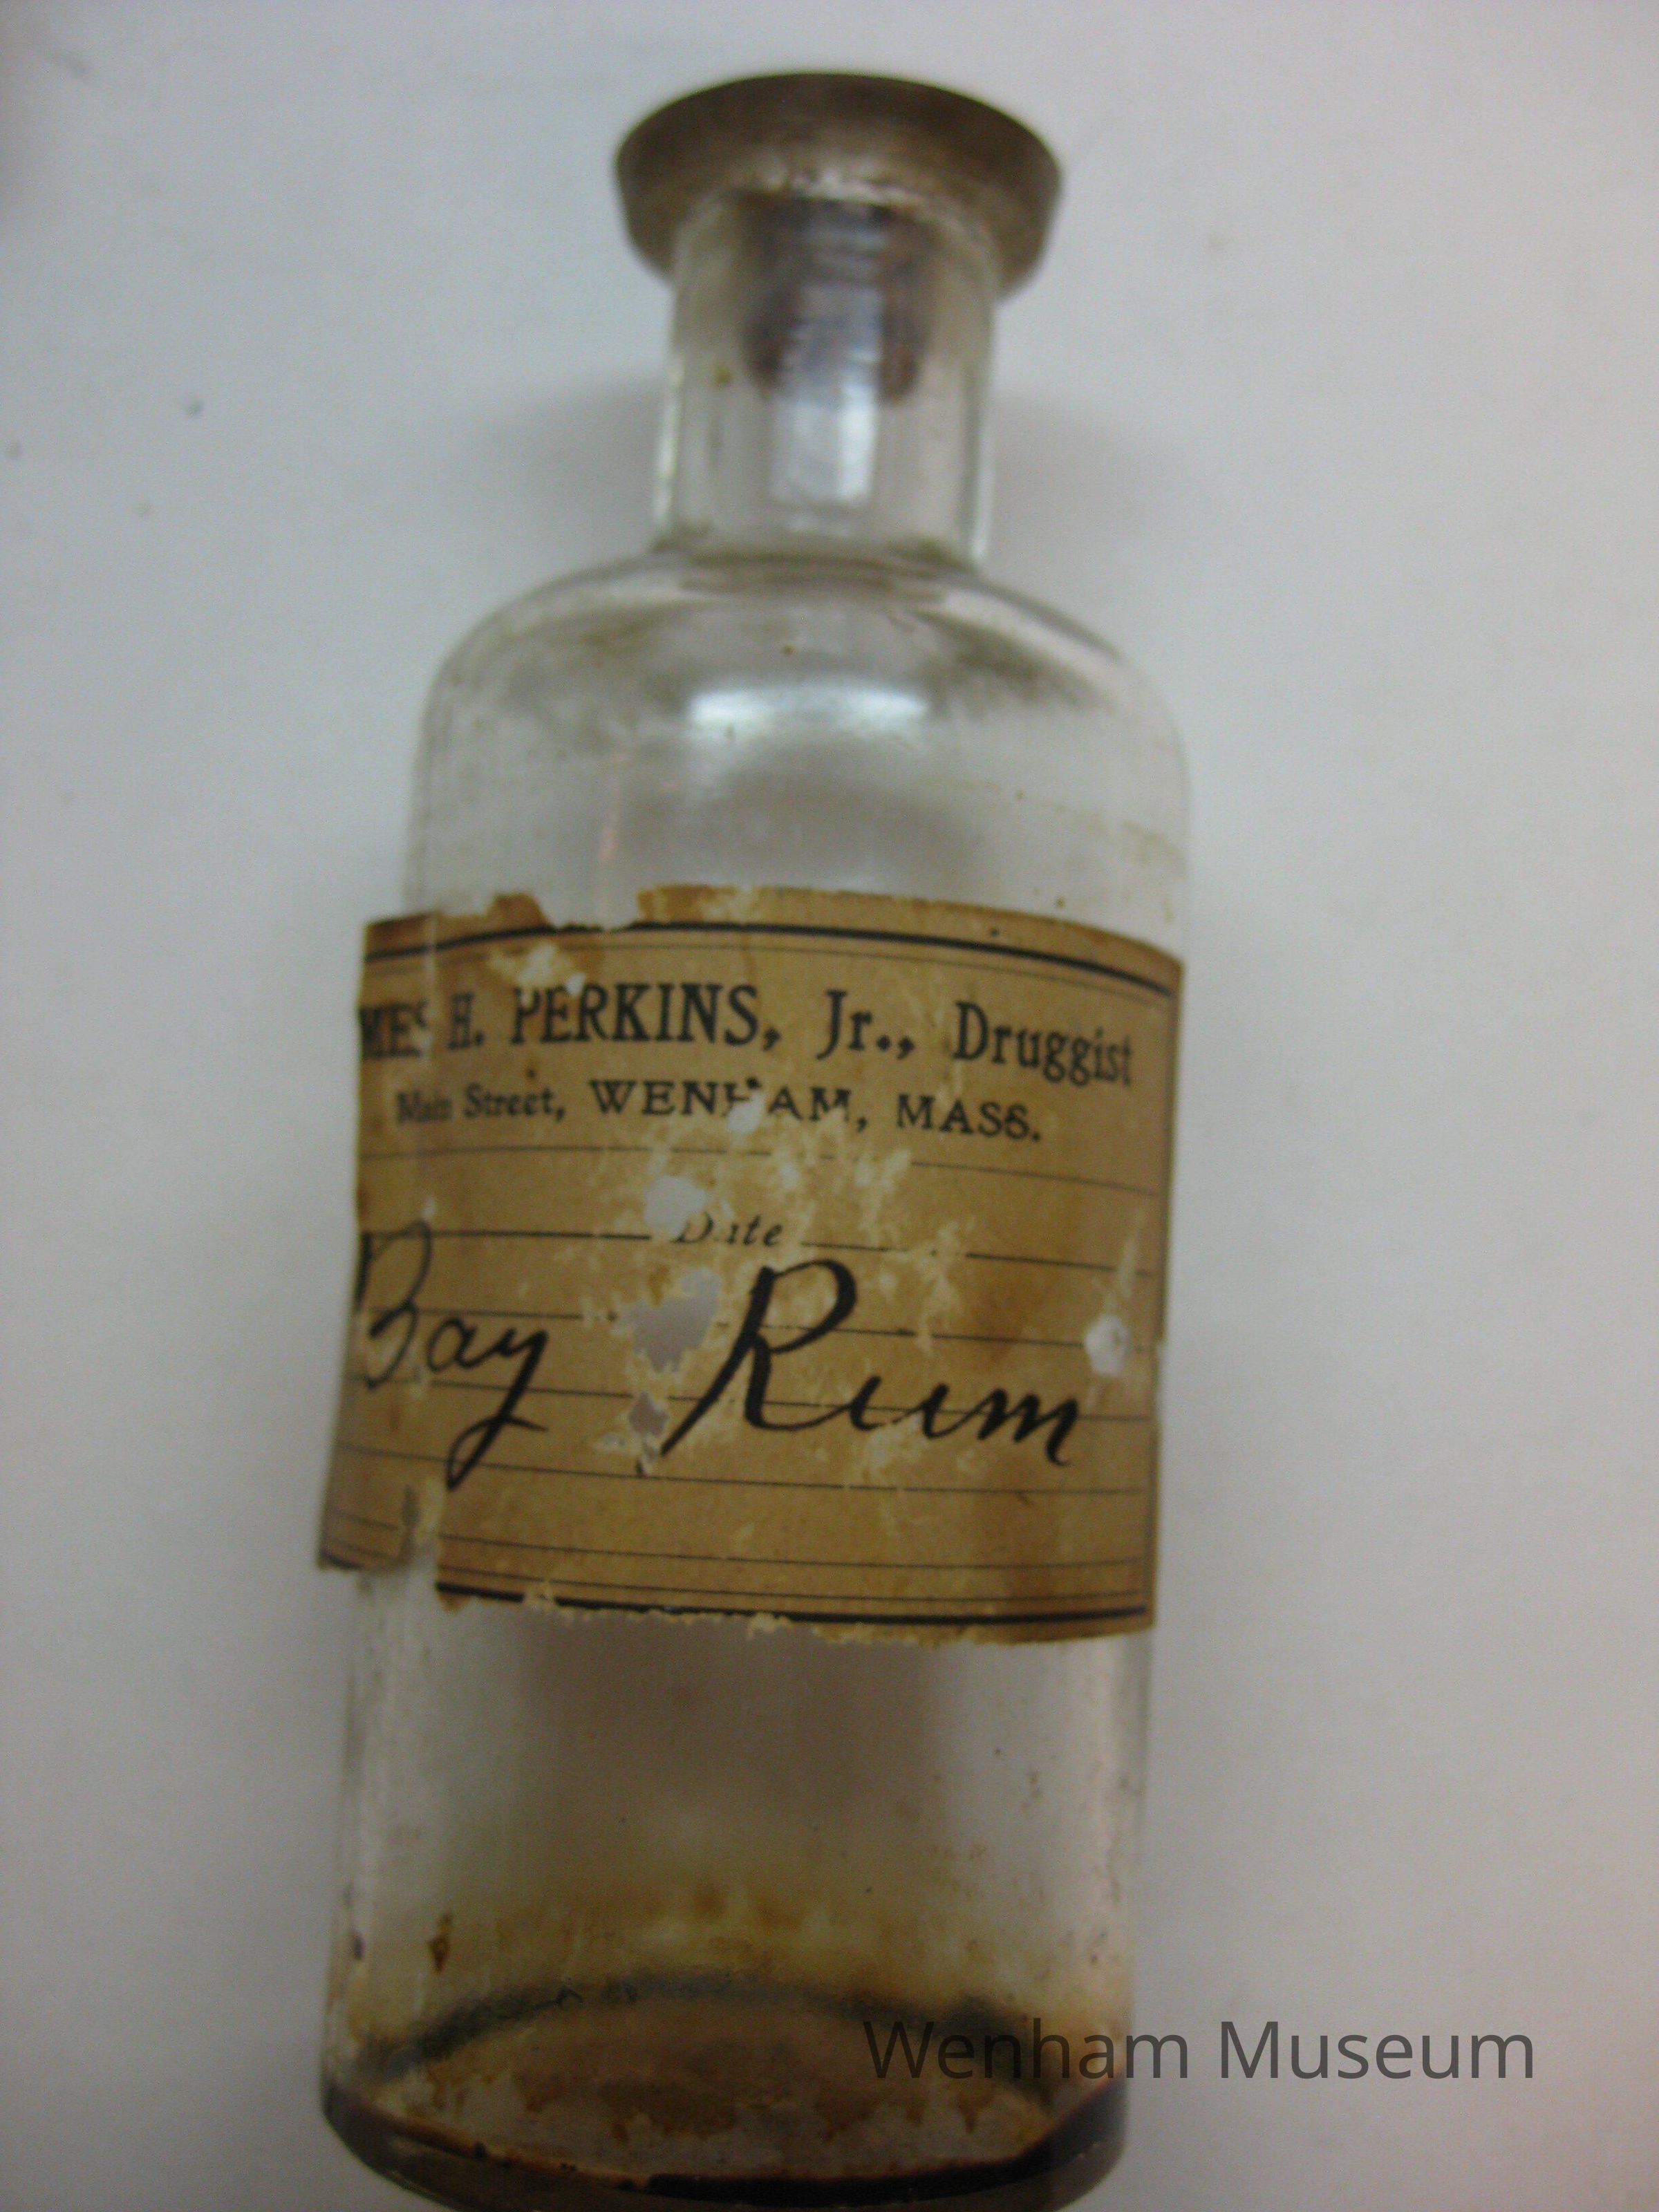 MES H. PERKINS, Jr., Druggist
Main Street, WENHAM, MASS.
Date
Bay Rum
Wenham Museum